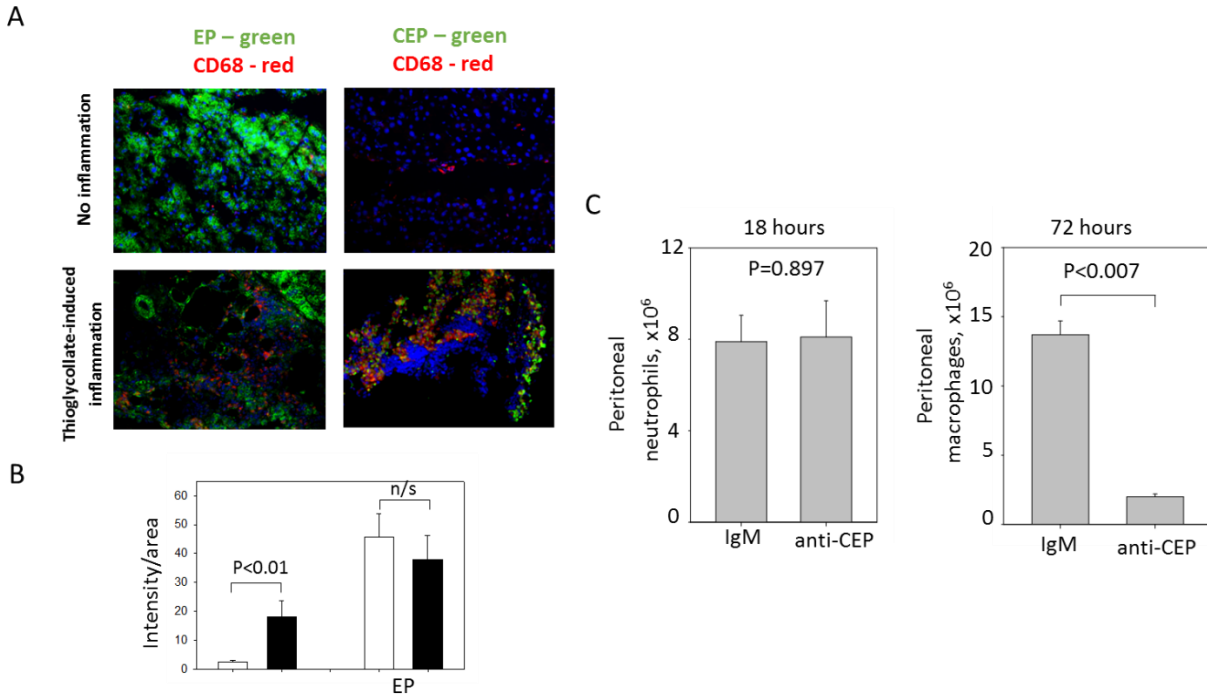 A
EP – green
CD68 - red
CEP – green
CD68 - red
No inflammation
Thioglycollate-induced
inflammation
B
Intensity/area
60
50
40
30
20
10
0
P<0.01
n/s
EP
C
18 hours
Peritoneal
neutrophils, x10⁶
12
8
4
0
P=0.897
IgM
anti-CEP
72 hours
Peritoneal
macrophages, x10⁶
20
15
10
5
0
P<0.007
IgM
anti-CEP